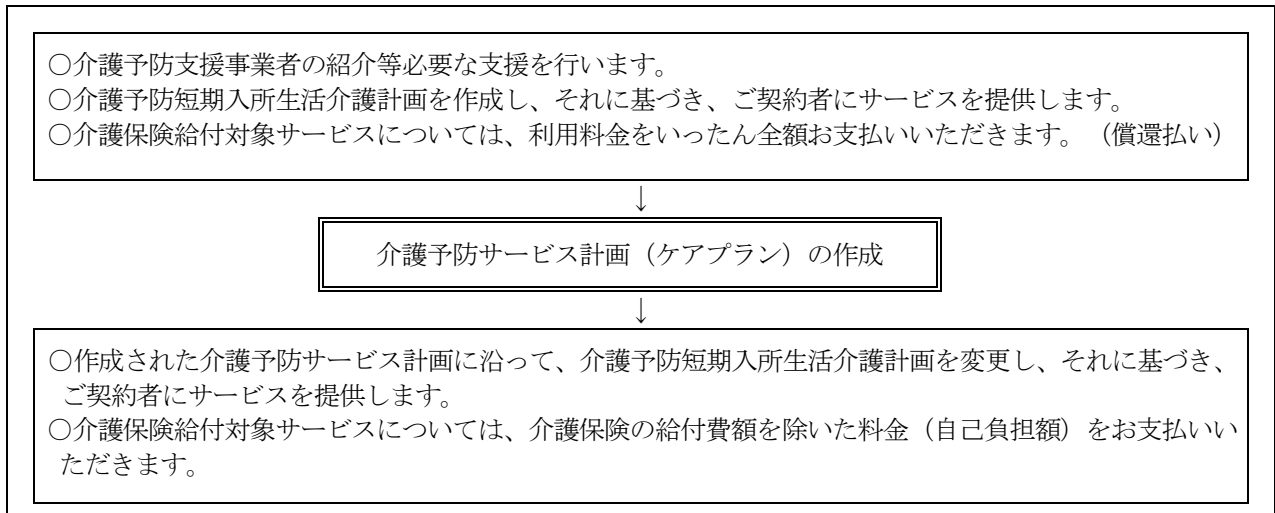 ○介護予防支援事業者の紹介等必要な支援を行います。
○介護予防短期入所生活介護計画を作成し、それに基づき、ご契約者にサービスを提供します。
○介護保険給付対象サービスについては、利用料金をいったん全額お支払いいただきます。（償還払い）
↓
介護予防サービス計画（ケアプラン）の作成
↓
○作成された介護予防サービス計画に沿って、介護予防短期入所生活介護計画を変更し、それに基づき、
ご契約者にサービスを提供します。
○介護保険給付対象サービスについては、介護保険の給付費額を除いた料金（自己負担額）をお支払いい
ただきます。